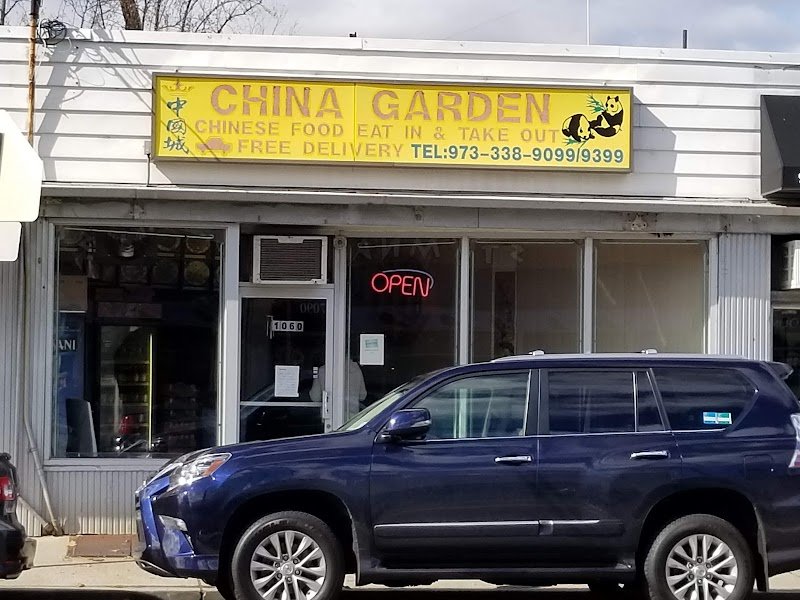 CHINA GARDEN
中國城
CHINESE FOOD EAT IN & TAKE OUT
FREE DELIVERY TEL:973-338-9099/9399
OPEN
1060